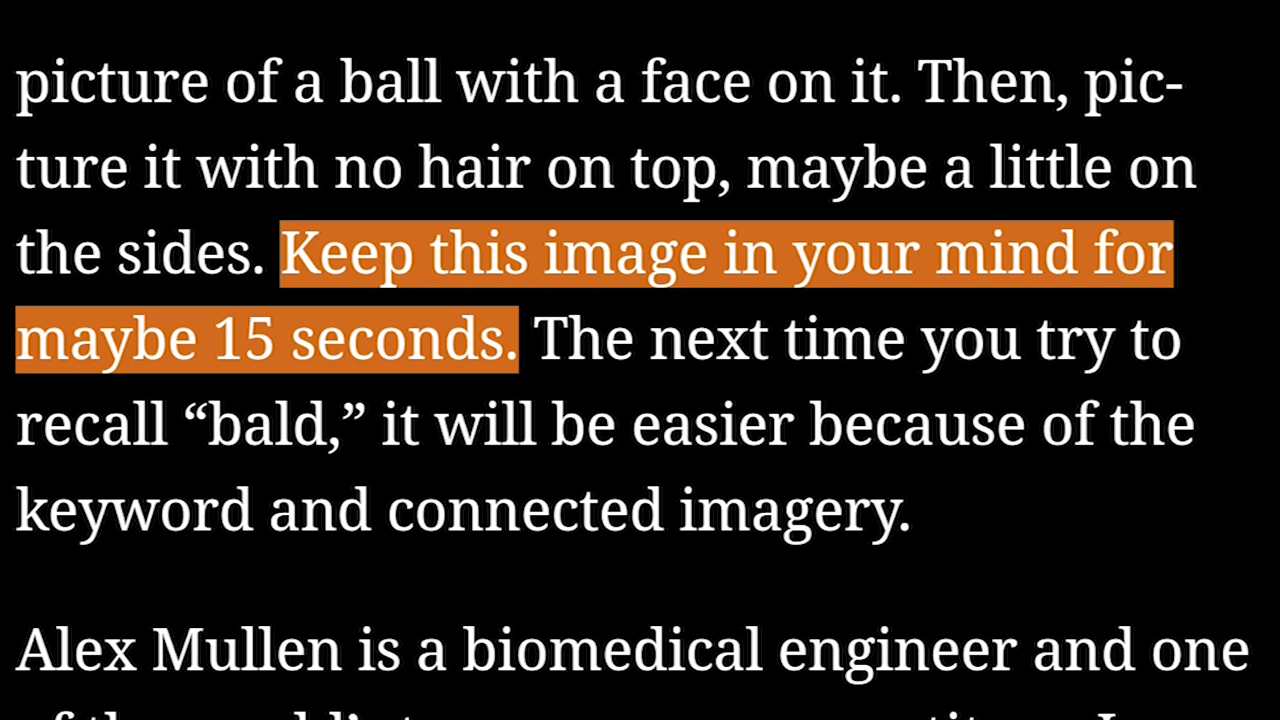 picture of a ball with a face on it. Then, pic-
ture it with no hair on top, maybe a little on
the sides. Keep this image in your mind for
maybe 15 seconds. The next time you try to
recall “bald,” it will be easier because of the
keyword and connected imagery.
Alex Mullen is a biomedical engineer and one